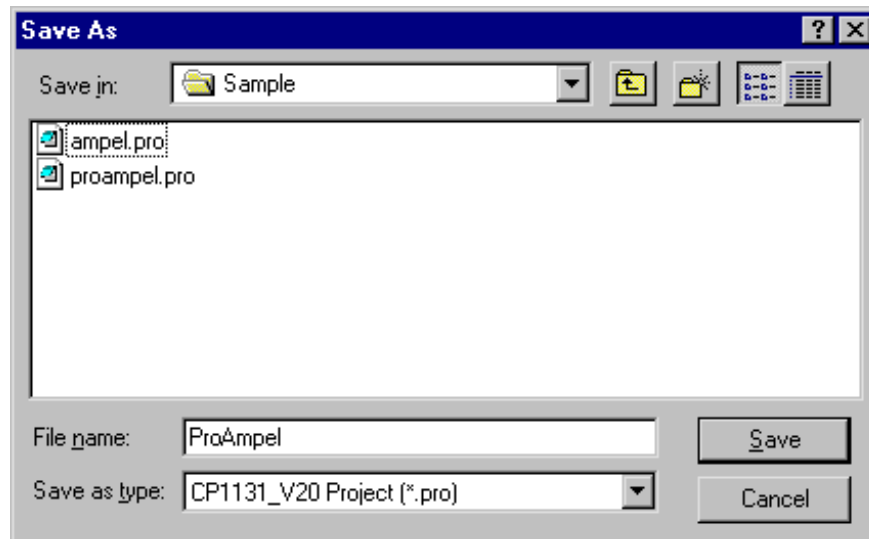 Save As
Save in: Sample
ampel.pro
proampel.pro
File name: ProAmpel Save
Save as type: CP1131_V20 Project (*.pro) Cancel